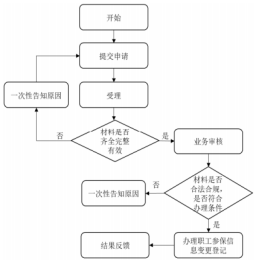 开始
提交申请
一次性告知原因
受理
材料是否
齐全完整
有效
否
是
业务审核
材料是否
合法合规，
是否符合
办理条件
否
一次性告知原因
是
结果反馈
办理职工参保信
息变更登记